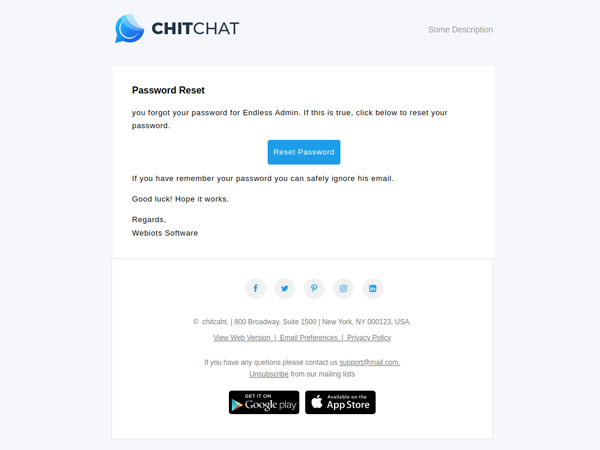 CHITCHAT
Some Description
Password Reset
you forgot your password for Endless Admin. If this is true, click below to reset your
password.
Reset Password
If you have remember your password you can safely ignore his email.
Good luck! Hope it works.
Regards,
Webiots Software
© chitcaht. | 800 Broadway, Suite 1500 | New York, NY 000123, USA.
View Web Version | Email Preferences | Privacy Policy
If you have any quetions please contact us support@mail.com.
Unsubscribe from our mailing lists
GET IT ON
Google play
Available on the
App Store